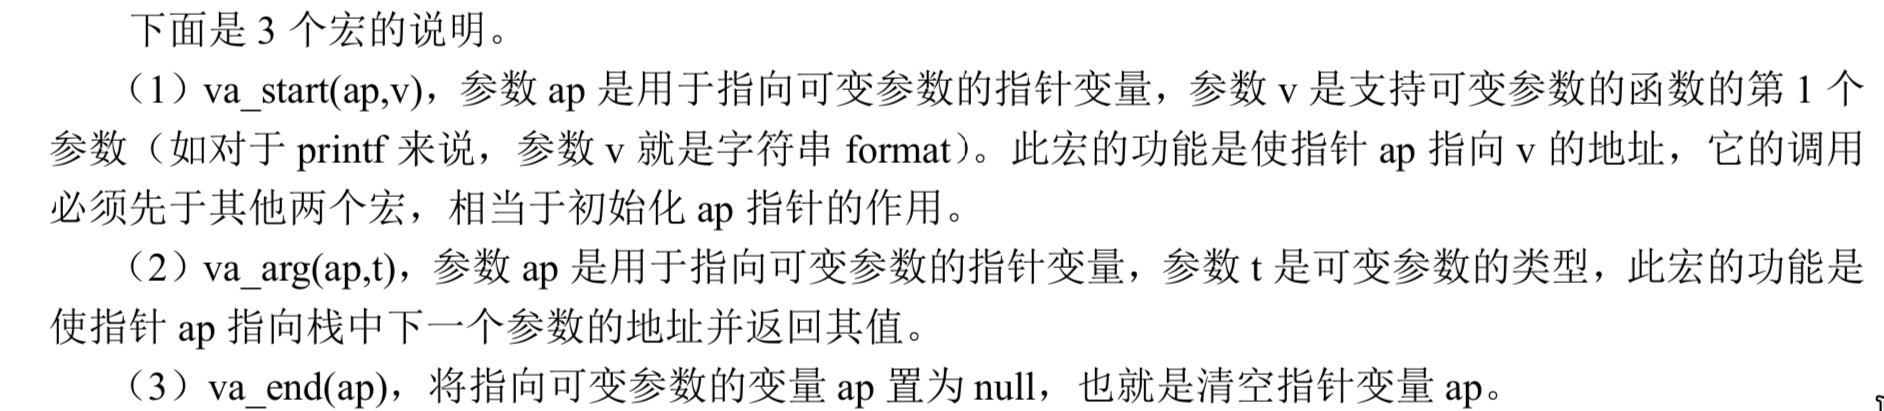 下面是 3 个宏的说明。
（1）va_start(ap,v)，参数 ap 是用于指向可变参数的指针变量，参数 v 是支持可变参数的函数的第 1 个
参数（如对于 printf 来说，参数 v 就是字符串 format）。此宏的功能是使指针 ap 指向 v 的地址，它的调用
必须先于其他两个宏，相当于初始化 ap 指针的作用。
（2）va_arg(ap,t)，参数 ap 是用于指向可变参数的指针变量，参数 t 是可变参数的类型，此宏的功能是
使指针 ap 指向栈中下一个参数的地址并返回其值。
（3）va_end(ap)，将指向可变参数的变量 ap 置为 null，也就是清空指针变量 ap。